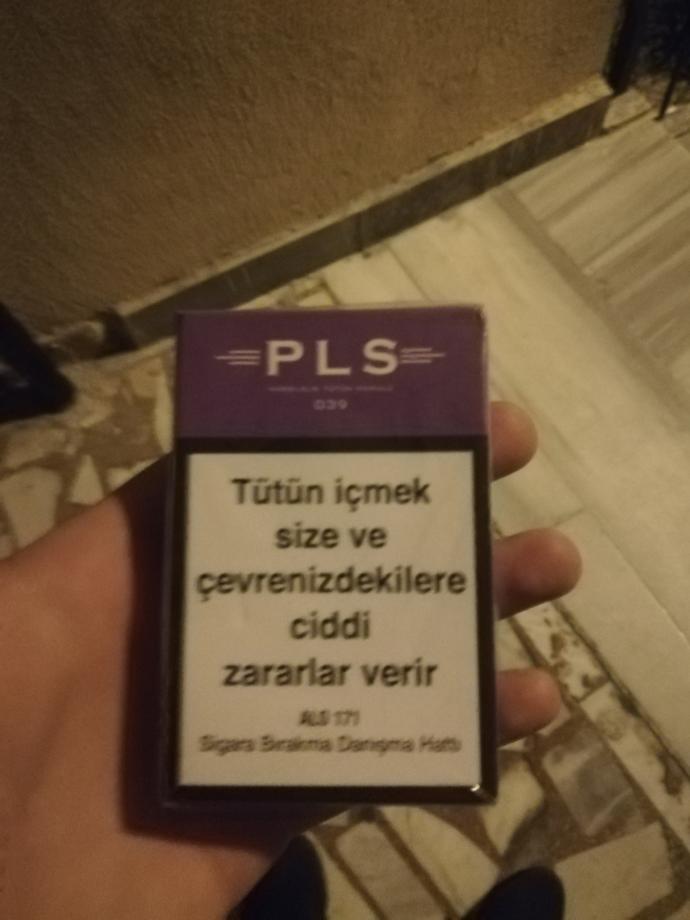 PLS
039
Tütün içmek
size ve
çevrenizdekilere
ciddi
zararlar verir
ALO 171
Sigara Bırakma Danışma Hattı